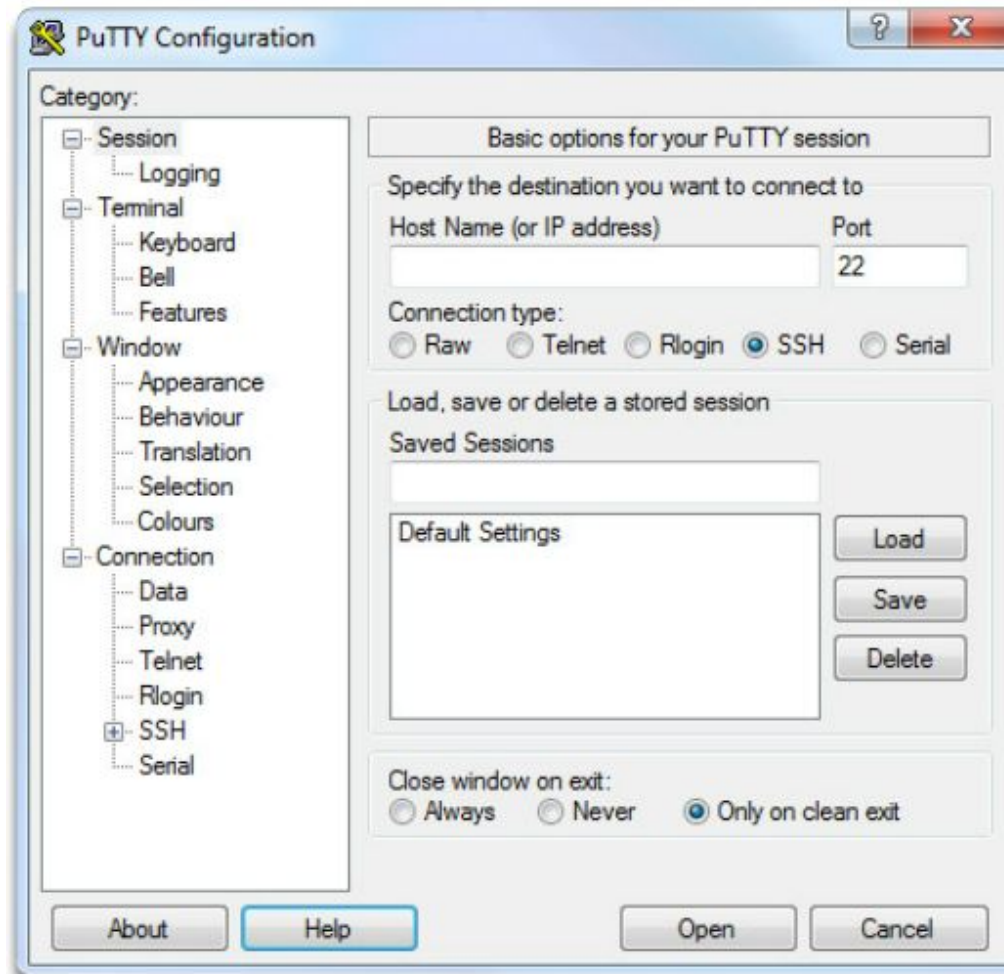 PuTTY Configuration
?
X
Category:
Session
Logging
Terminal
Keyboard
Bell
Features
Window
Appearance
Behaviour
Translation
Selection
Colours
Connection
Data
Proxy
Telnet
Rlogin
SSH
Serial
Basic options for your PuTTY session
Specify the destination you want to connect to
Host Name (or IP address) Port
22
Connection type:
Raw Telnet Rlogin SSH Serial
Load, save or delete a stored session
Saved Sessions
Default Settings
Load
Save
Delete
Close window on exit:
Always Never Only on clean exit
About Help Open Cancel